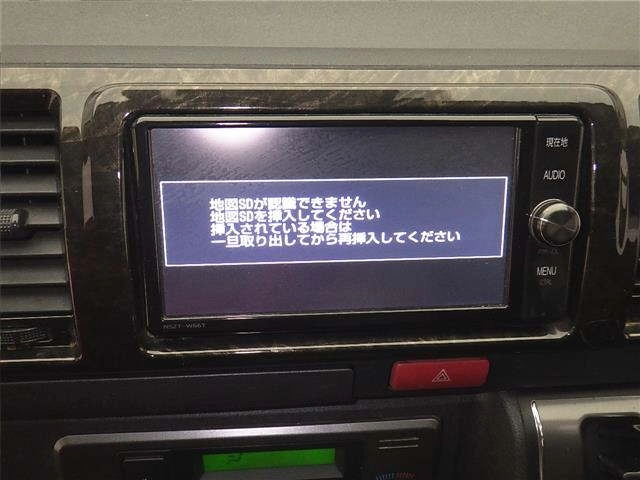 地図SDが認識できません
地図SDを挿入してください
挿入されている場合は
一旦取り出してから再挿入してください
現在地
AUDIO
MENU
NSZT-W66T